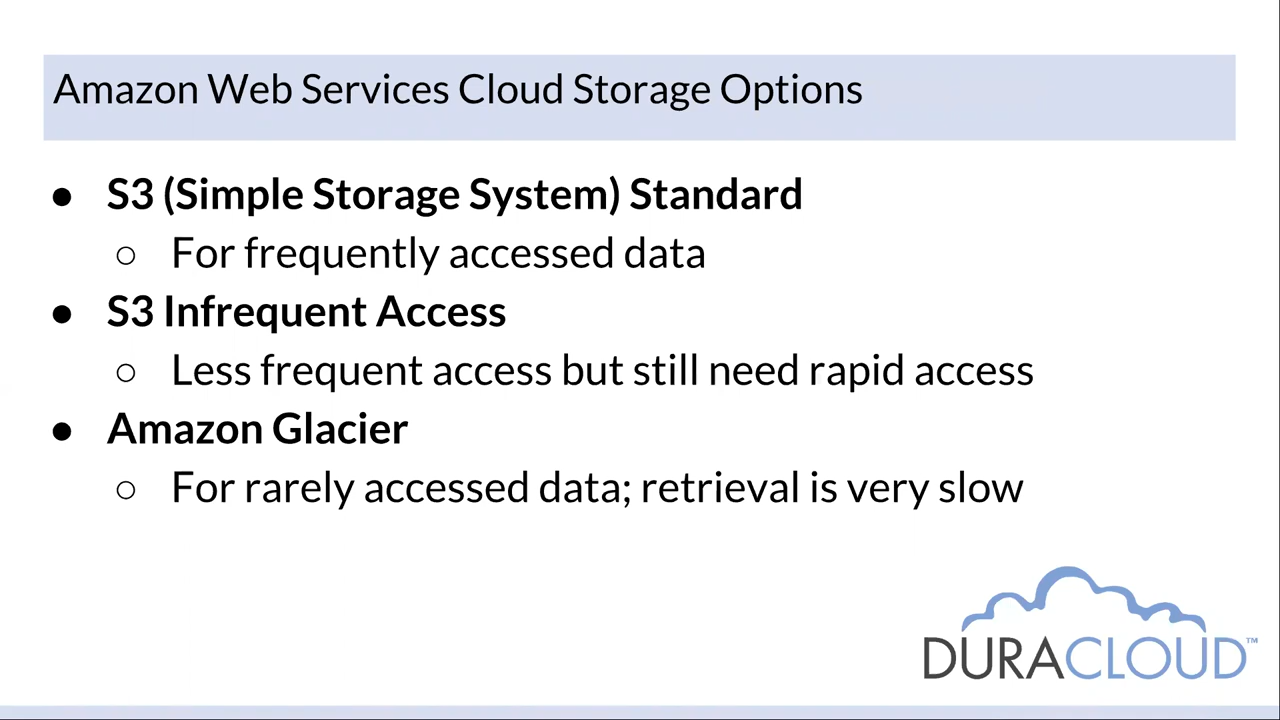 Amazon Web Services Cloud Storage Options
● S3 (Simple Storage System) Standard
○ For frequently accessed data
● S3 Infrequent Access
○ Less frequent access but still need rapid access
● Amazon Glacier
○ For rarely accessed data; retrieval is very slow
DURACLOUD™